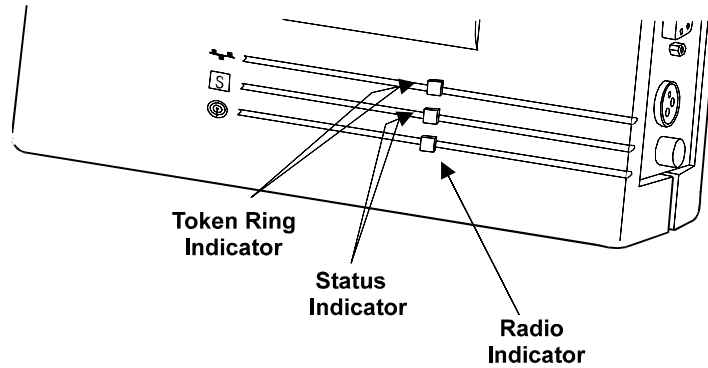 S
Token Ring
Indicator
Status
Indicator
Radio
Indicator